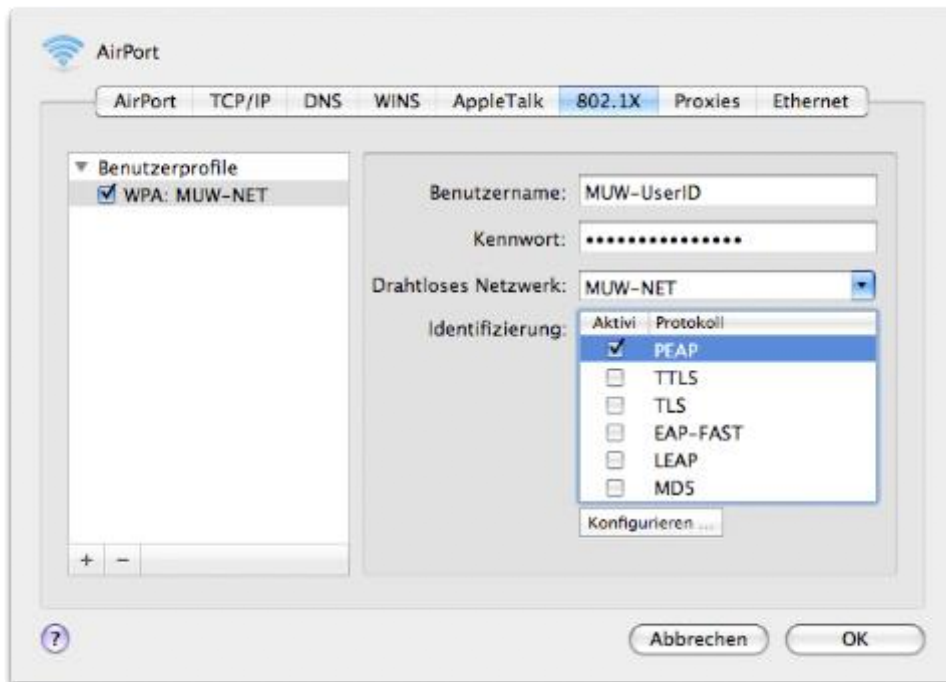 AirPort
AirPort TCP/IP DNS WINS AppleTalk 802.1X Proxies Ethernet
Benutzerprofile
WPA: MUW-NET
Benutzername: MUW-UserID
Kennwort: •••••••••••••••
Drahtloses Netzwerk: MUW-NET
Identifizierung:
Aktivi Protokoll
PEAP
TTLS
TLS
EAP-FAST
LEAP
MD5
Konfigurieren ...
+ −
? Abbrechen OK